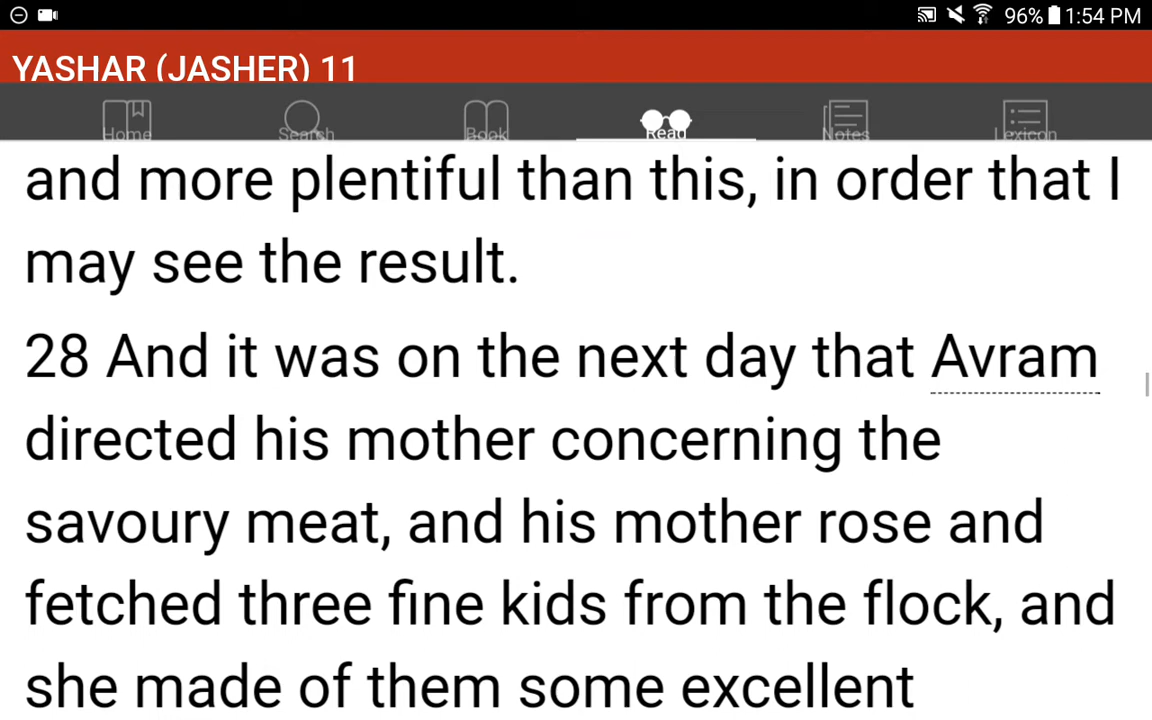 96% 1:54 PM
YASHAR (JASHER) 11
Home Search Book Read Notes Lexicon
and more plentiful than this, in order that I
may see the result.
28 And it was on the next day that Avram
directed his mother concerning the
savoury meat, and his mother rose and
fetched three fine kids from the flock, and
she made of them some excellent